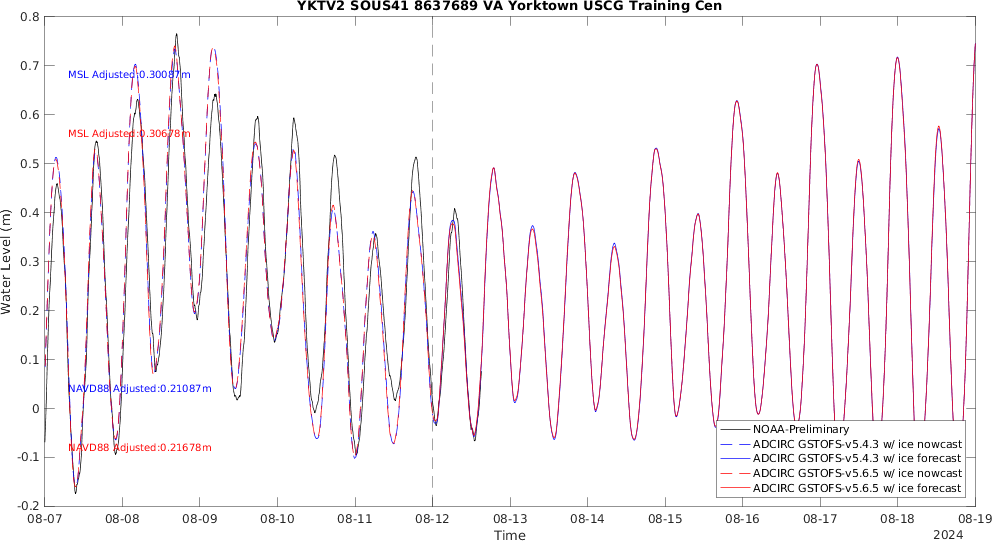 YKTV2 SOUS41 8637689 VA Yorktown USCG Training Cen
0.8
0.7
0.6
0.5
0.4
0.3
0.2
0.1
0
-0.1
-0.2
Water Level (m)
MSL Adjusted:0.30087m
MSL Adjusted:0.30678m
NAVD88 Adjusted:0.21087m
NAVD88 Adjusted:0.21678m
NOAA-Preliminary
ADCIRC GSTOFS-v5.4.3 w/ ice nowcast
ADCIRC GSTOFS-v5.4.3 w/ ice forecast
ADCIRC GSTOFS-v5.6.5 w/ ice nowcast
ADCIRC GSTOFS-v5.6.5 w/ ice forecast
08-07 08-08 08-09 08-10 08-11 08-12 08-13 08-14 08-15 08-16 08-17 08-18 08-19
Time
2024